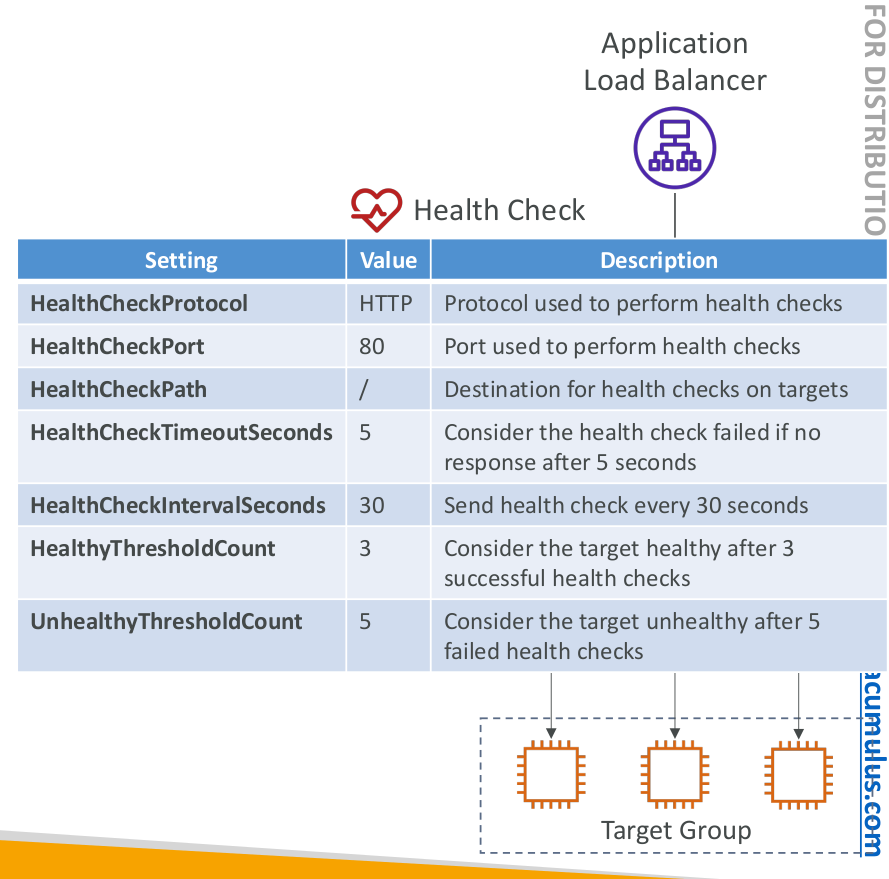 FOR DISTRIBUTIO
Application
Load Balancer
Health Check
Setting Value Description
HealthCheckProtocol HTTP Protocol used to perform health checks
HealthCheckPort 80 Port used to perform health checks
HealthCheckPath / Destination for health checks on targets
HealthCheckTimeoutSeconds 5 Consider the health check failed if no
response after 5 seconds
HealthCheckIntervalSeconds 30 Send health check every 30 seconds
HealthyThresholdCount 3 Consider the target healthy after 3
successful health checks
UnhealthyThresholdCount 5 Consider the target unhealthy after 5
failed health checks
Target Group
acumulus.com